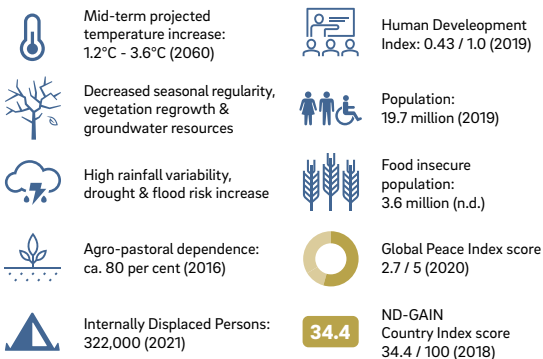 Mid-term projected
temperature increase:
1.2°C - 3.6°C (2060)
Decreased seasonal regularity,
vegetation regrowth &
groundwater resources
High rainfall variability,
drought & flood risk increase
Agro-pastoral dependence:
ca. 80 per cent (2016)
Internally Displaced Persons:
322,000 (2021)
Human Develeopment
Index: 0.43 / 1.0 (2019)
Population:
19.7 million (2019)
Food insecure
population:
3.6 million (n.d.)
Global Peace Index score
2.7 / 5 (2020)
34.4
ND-GAIN
Country Index score
34.4 / 100 (2018)